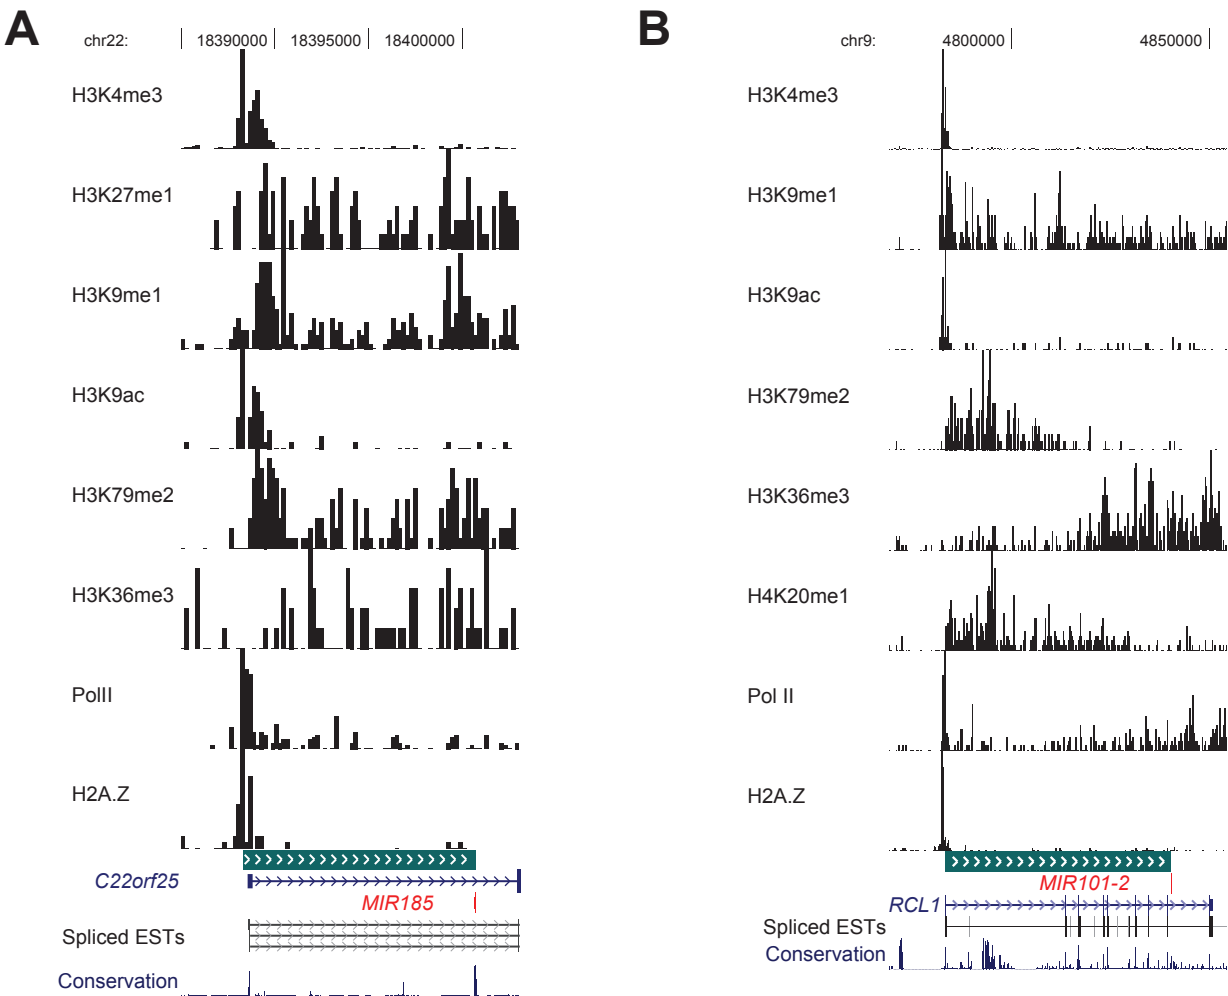 A
chr22: 18390000 18395000 18400000
H3K4me3
H3K27me1
H3K9me1
H3K9ac
H3K79me2
H3K36me3
PolII
H2A.Z
C22orf25
MIR185
Spliced ESTs
Conservation
B
chr9: 4800000 4850000
H3K4me3
H3K9me1
H3K9ac
H3K79me2
H3K36me3
H4K20me1
Pol II
H2A.Z
MIR101-2
RCL1
Spliced ESTs
Conservation